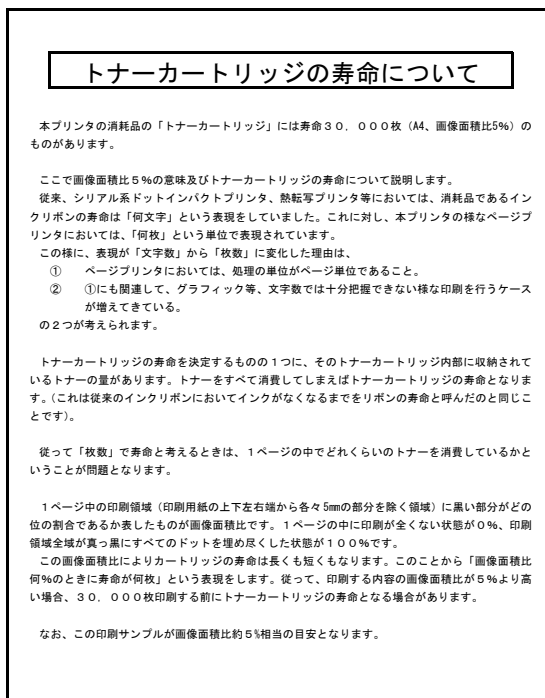 トナーカートリッジの寿命について
本プリンタの消耗品の「トナーカートリッジ」には寿命３０，０００枚（A4、画像面積比5%）の
ものがあります。
ここで画像面積比５％の意味及びトナーカートリッジの寿命について説明します。
従来、シリアル系ドットインパクトプリンタ、熱転写プリンタ等においては、消耗品であるイン
クリボンの寿命は「何文字」という表現をしていました。これに対し、本プリンタの様なページプ
リンタにおいては、「何枚」という単位で表現されています。
この様に、表現が「文字数」から「枚数」に変化した理由は、
① ページプリンタにおいては、処理の単位がページ単位であること。
② ①にも関連して、グラフィック等、文字数では十分把握できない様な印刷を行うケース
が増えてきている。
の２つが考えられます。
トナーカートリッジの寿命を決定するものの１つに、そのトナーカートリッジ内部に収納されて
いるトナーの量があります。トナーをすべて消費してしまえばトナーカートリッジの寿命となりま
す。（これは従来のインクリボンにおいてインクがなくなるまでをリボンの寿命と呼んだのと同じこ
とです）。
従って「枚数」で寿命と考えるときは、１ページの中でどれくらいのトナーを消費しているかと
いうことが問題となります。
１ページ中の印刷領域（印刷用紙の上下左右端から各々5mmの部分を除く領域）に黒い部分がどの
位の割合であるか表したものが画像面積比です。１ページの中に印刷が全くない状態が０％、印刷
領域全域が真っ黒にすべてのドットを埋め尽くした状態が１００％です。
この画像面積比によりカートリッジの寿命は長くも短くもなります。このことから「画像面積比
何%のときに寿命が何枚」という表現をします。従って、印刷する内容の画像面積比が５％より高
い場合、３０，０００枚印刷する前にトナーカートリッジの寿命となる場合があります。
なお、この印刷サンプルが画像面積比約５%相当の目安となります。